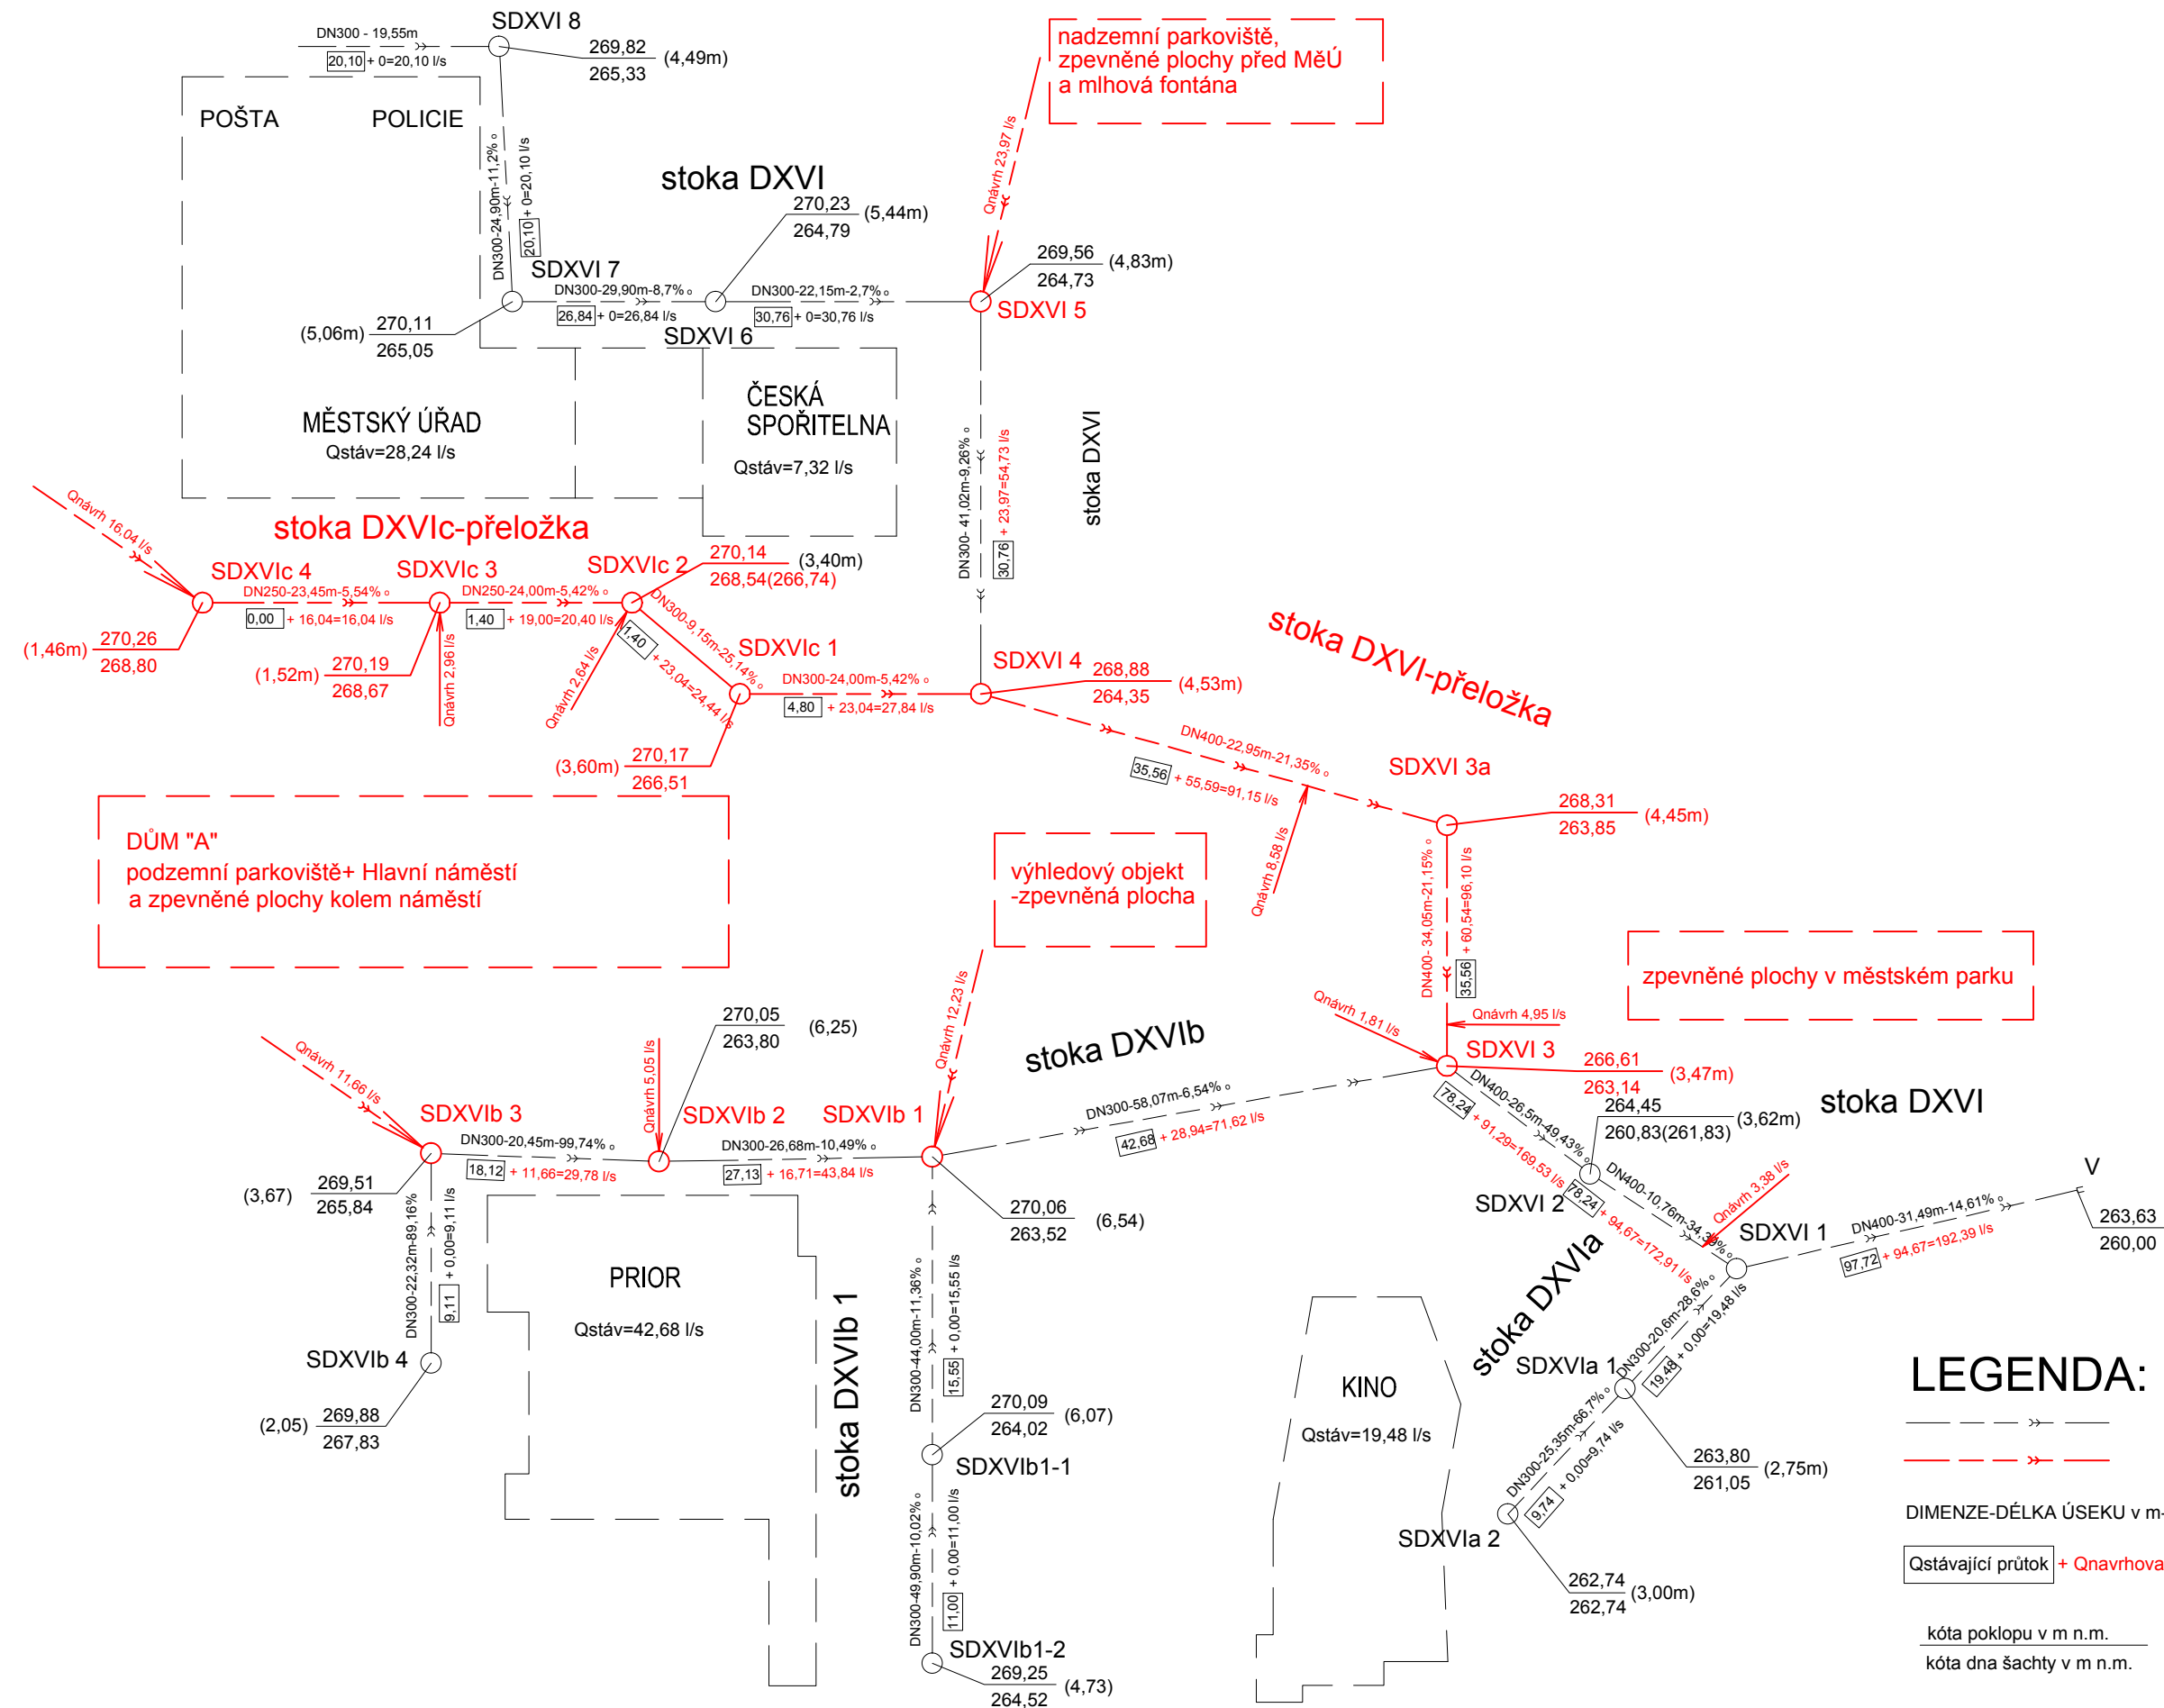 DN300 - 19,55m
20,10 + 0=20,10 l/s
SDXVI 8
269,82
265,33
(4,49m)
nadzemní parkoviště,
zpevněné plochy před MěÚ
a mlhová fontána
POŠTA
POLICIE
DN300-24,90m-11,2% o
20,10 + 0=20,10 l/s
stoka DXVI
Qnávrh 23,97 l/s
270,23
264,79
(5,44m)
269,56
264,73
(4,83m)
SDXVI 7
DN300-29,90m-8,7% o
26,84 + 0=26,84 l/s
DN300-22,15m-2,7% o
30,76 + 0=30,76 l/s
SDXVI 5
SDXVI 6
(5,06m)
270,11
265,05
MĚSTSKÝ ÚŘAD
Qstáv=28,24 l/s
ČESKÁ
SPOŘITELNA
Qstáv=7,32 l/s
DN300- 41,02m-9,26% o
30,76 + 23,97=54,73 l/s
stoka DXVI
Qnávrh 16,04 l/s
stoka DXVIc-přeložka
SDXVIc 4
SDXVIc 3
SDXVIc 2
270,14
268,54(266,74)
(3,40m)
DN250-23,45m-5,54% o
0,00 + 16,04=16,04 l/s
DN250-24,00m-5,42% o
1,40 + 19,00=20,40 l/s
DN300-9,15m-25,14% o
1,40 + 23,04=24,44 l/s
(1,46m)
270,26
268,80
(1,52m)
270,19
268,67
Qnávrh 2,96 l/s
Qnávrh 2,64 l/s
SDXVIc 1
DN300-24,00m-5,42% o
4,80 + 23,04=27,84 l/s
(3,60m)
270,17
266,51
SDXVI 4
268,88
264,35
(4,53m)
stoka DXVI-přeložka
DN400-22,95m-21,35% o
35,56 + 55,59=91,15 l/s
Qnávrh 8,58 l/s
SDXVI 3a
268,31
263,85
(4,45m)
DŮM "A"
podzemní parkoviště+ Hlavní náměstí
a zpevněné plochy kolem náměstí
výhledový objekt
-zpevněná plocha
DN400- 34,05m-21,15% o
35,56 + 60,54=96,10 l/s
zpevněné plochy v městském parku
Qnávrh 4,95 l/s
Qnávrh 1,81 l/s
SDXVI 3
266,61
263,14
(3,47m)
Qnávrh 11,66 l/s
Qnávrh 5,05 l/s
270,05
263,80
(6,25)
Qnávrh 12,23 l/s
stoka DXVIb
SDXVIb 3
SDXVIb 2
SDXVIb 1
DN300-20,45m-99,74% o
18,12 + 11,66=29,78 l/s
DN300-26,68m-10,49% o
27,13 + 16,71=43,84 l/s
DN300-58,07m-6,54% o
42,68 + 28,94=71,62 l/s
DN400-26,5m-49,43% o
78,24 + 91,29=169,53 l/s
264,45
260,83(261,83)
(3,62m)
stoka DXVI
(3,67)
269,51
265,84
DN300-22,32m-89,16%
9,11 + 0,00=9,11 l/s
270,06
263,52
(6,54)
SDXVI 2
DN400-10,76m-34,39% o
78,24 + 94,67=172,91 l/s
Qnávrh 3,38 l/s
SDXVI 1
DN400-31,49m-14,61% o
97,72 + 94,67=192,39 l/s
V
263,63
260,00
PRIOR
Qstáv=42,68 l/s
stoka DXVIb 1
DN300-44,00m-11,36% o
15,55 + 0,00=15,55 l/s
SDXVIb 4
(2,05)
269,88
267,83
270,09
264,02
(6,07)
SDXVIb1-1
DN300-49,90m-10,02% o
11,00 + 0,00=11,00 l/s
SDXVIb1-2
269,25
264,52
(4,73)
KINO
Qstáv=19,48 l/s
stoka DXVIa
SDXVIa 1
DN300-20,6m-28,6% o
19,48 + 0,00=19,48 l/s
DN300-25,35m-66,7% o
9,74 + 0,00=9,74 l/s
263,80
261,05
(2,75m)
SDXVIa 2
262,74
262,74
(3,00m)
LEGENDA:
DIMENZE-DÉLKA ÚSEKU v m-
Qstávající průtok + Qnavrhova
kóta poklopu v m n.m.
kóta dna šachty v m n.m.